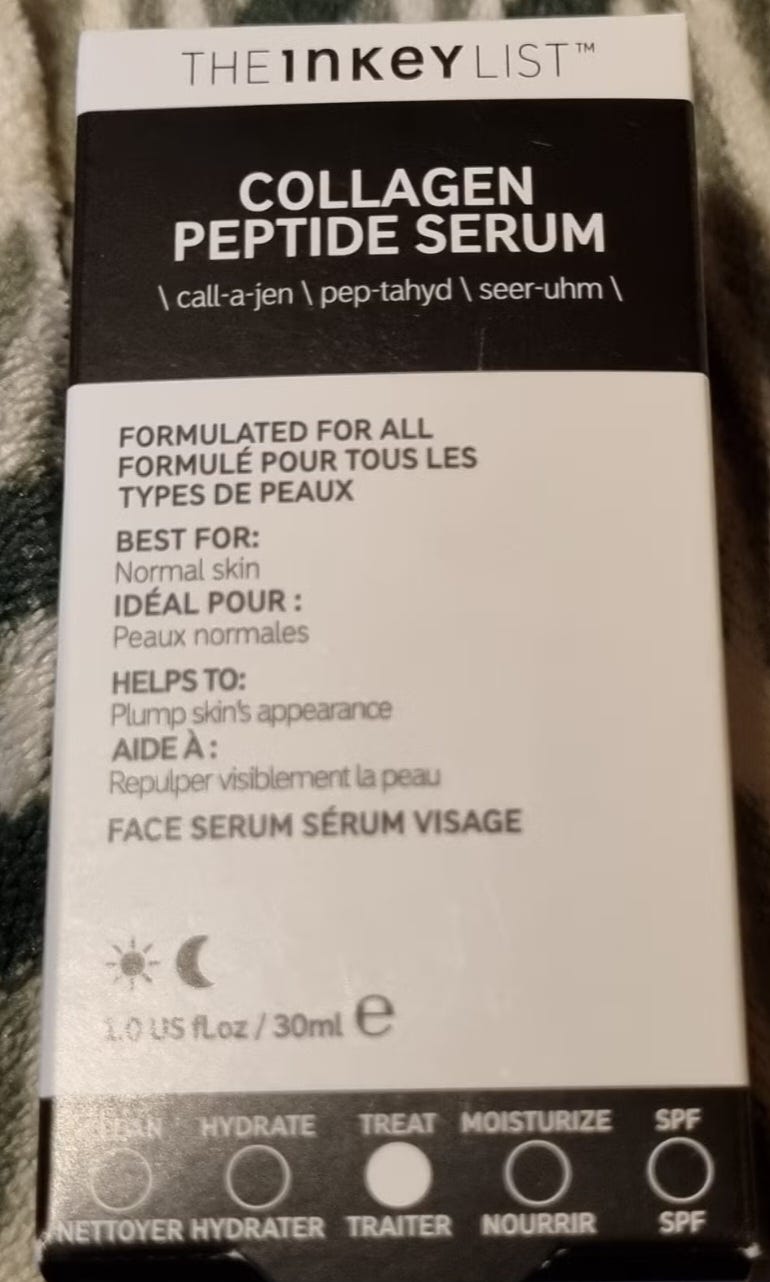 THE INKEY LIST™
COLLAGEN
PEPTIDE SERUM
\ call-a-jen \ pep-tahyd \ seer-uhm \
FORMULATED FOR ALL
FORMULÉ POUR TOUS LES
TYPES DE PEAUX
BEST FOR:
Normal skin
IDÉAL POUR :
Peaux normales
HELPS TO:
Plump skin's appearance
AIDE À :
Repulper visiblement la peau
FACE SERUM SÉRUM VISAGE
1.0 US fl.oz / 30ml e
CLEAN HYDRATE TREAT MOISTURIZE SPF
NETTOYER HYDRATER TRAITER NOURRIR SPF